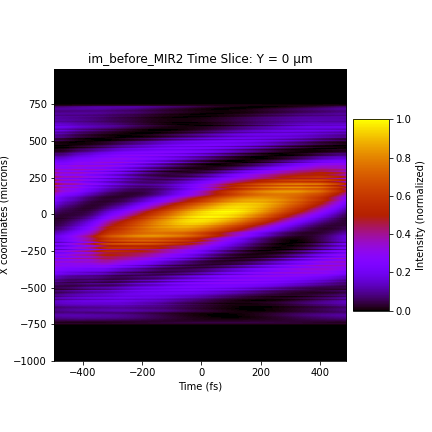 im_before_MIR2 Time Slice: Y = 0 μm
X coordinates (microns)
750
500
250
0
−250
−500
−750
−1000
−400 −200 0 200 400
Time (fs)
1.0
0.8
0.6
0.4
0.2
0.0
Intensity (normalized)